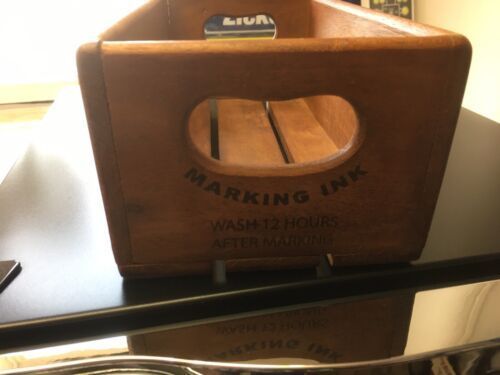 MARKING INK
WASH 12 HOURS
AFTER MARKING